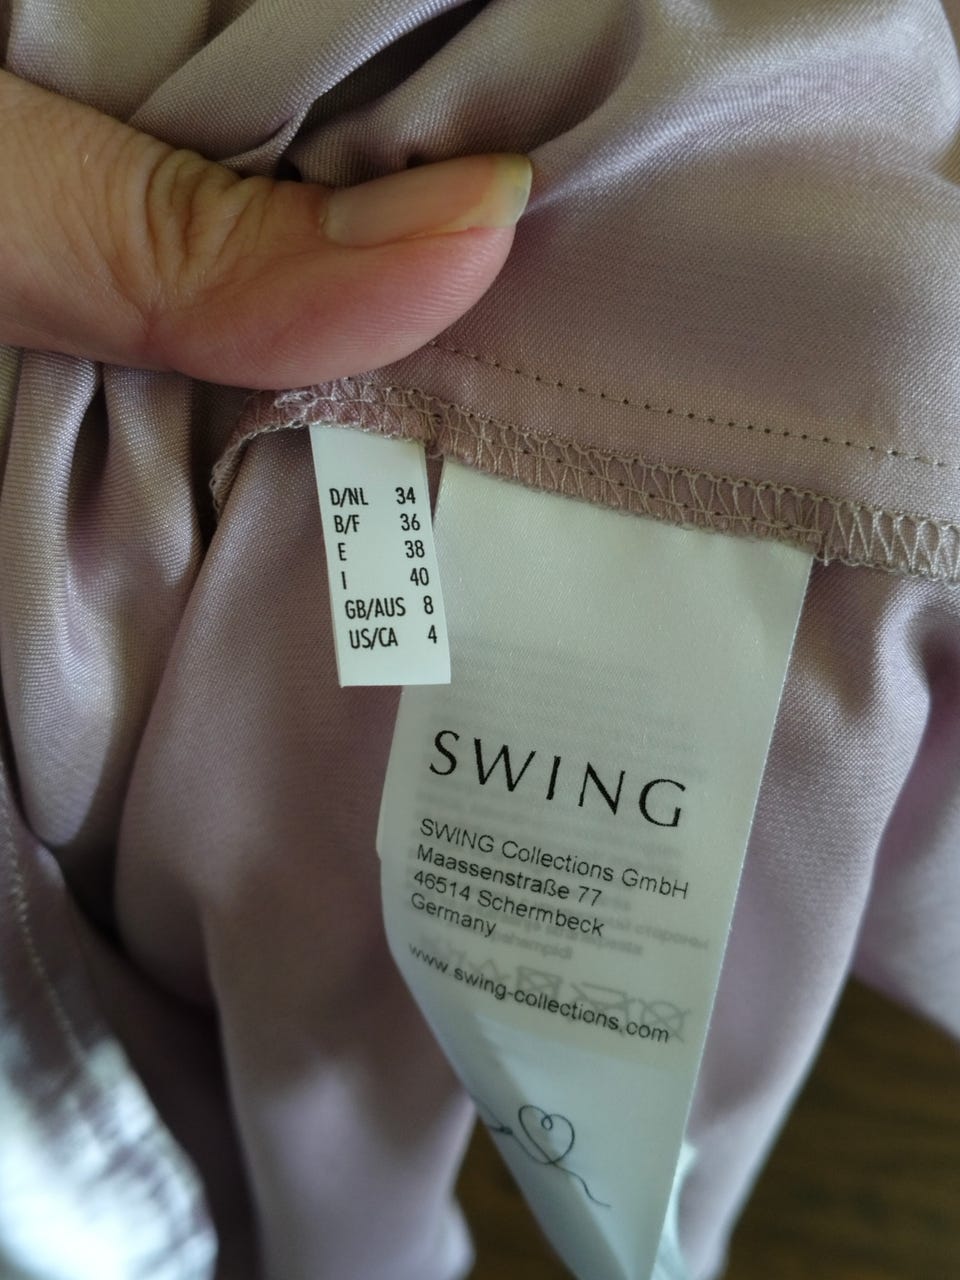 D/NL 34
B/F 36
E 38
I 40
GB/AUS 8
US/CA 4
SWING
SWING Collections GmbH
Maassenstraße 77
46514 Schermbeck
Germany
www.swing-collections.com